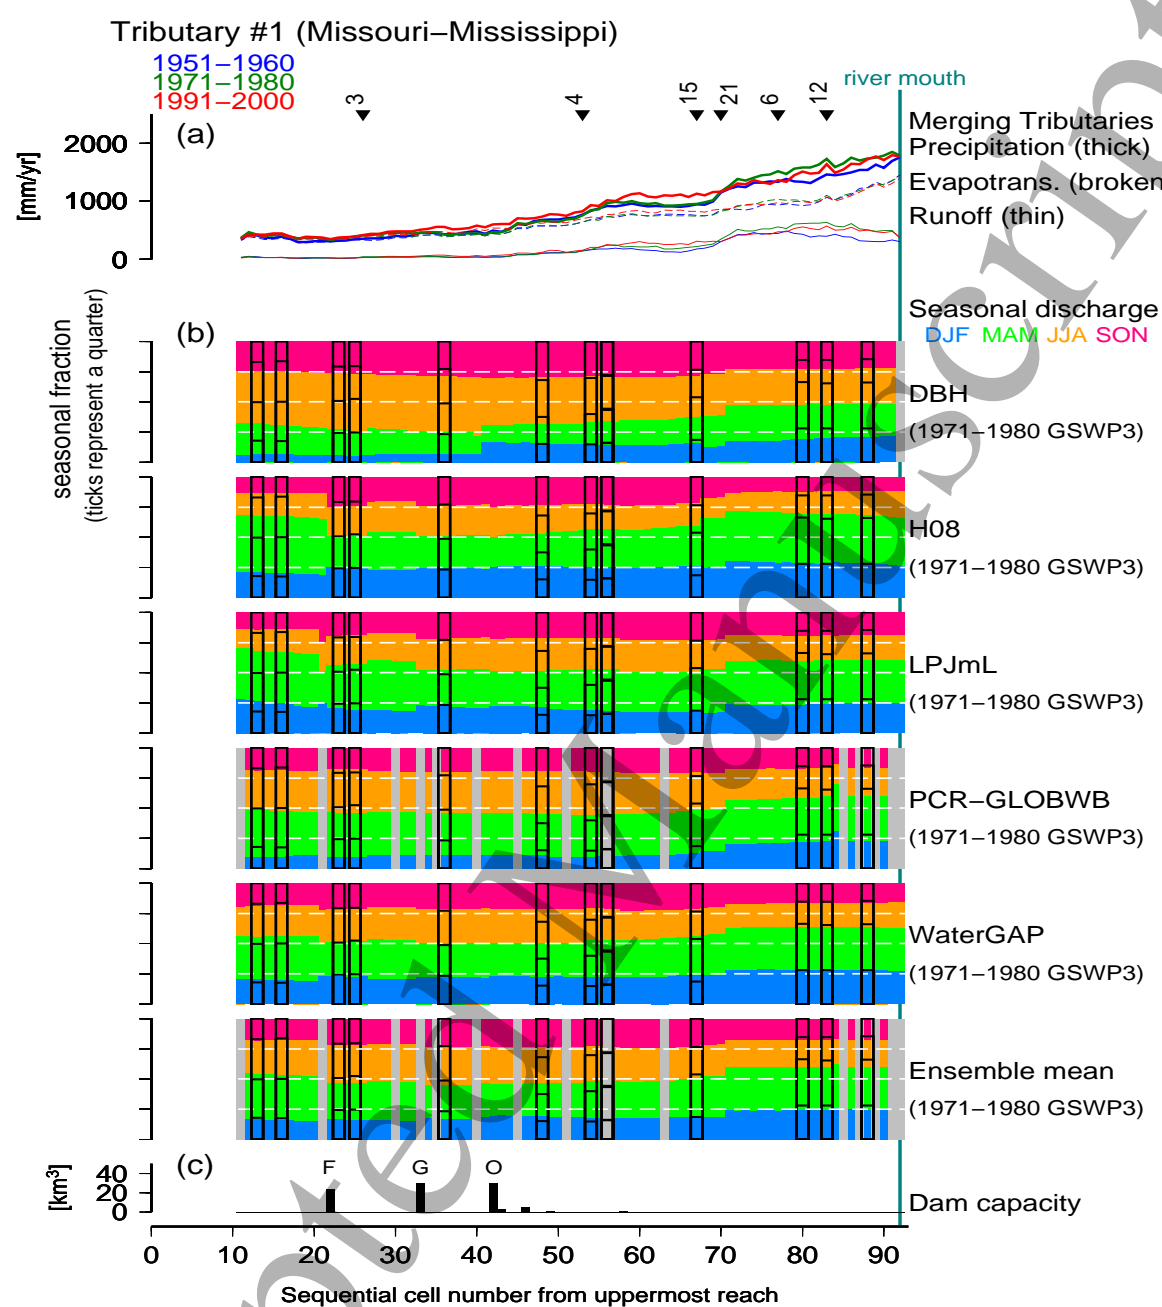 Tributary #1 (Missouri–Mississippi)
1951–1960
1971–1980
1991–2000
river mouth
3
4
15
21
6
12
(a)
Merging Tributaries
Precipitation (thick)
Evapotrans. (broken
Runoff (thin)
[mm/yr]
2000
1000
0
(b)
Seasonal discharge
DJF MAM JJA SON
seasonal fraction
(ticks represent a quarter)
DBH
(1971–1980 GSWP3)
H08
(1971–1980 GSWP3)
LPJmL
(1971–1980 GSWP3)
PCR–GLOBWB
(1971–1980 GSWP3)
WaterGAP
(1971–1980 GSWP3)
Ensemble mean
(1971–1980 GSWP3)
(c)
F
G
O
[km³]
40
20
0
Dam capacity
0 10 20 30 40 50 60 70 80 90
Sequential cell number from uppermost reach
pted Manuscript